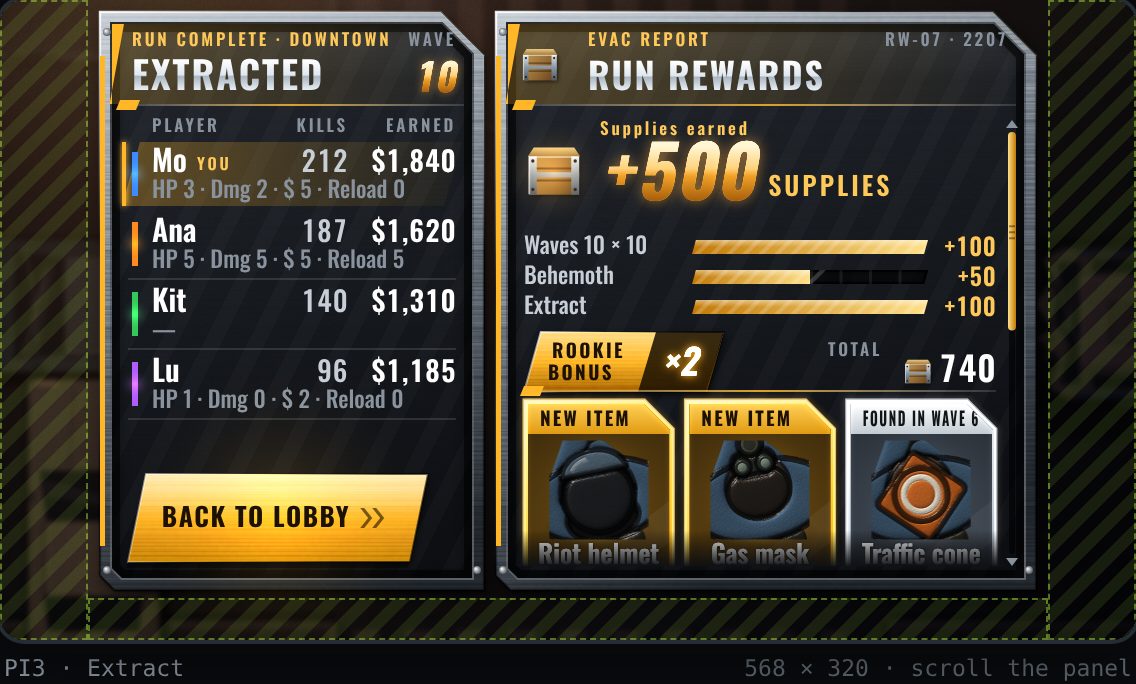 RUN COMPLETE · DOWNTOWN WAVE
EXTRACTED 10
PLAYER KILLS EARNED
Mo YOU 212 $1,840
HP 3 · Dmg 2 · $ 5 · Reload 0
Ana 187 $1,620
HP 5 · Dmg 5 · $ 5 · Reload 5
Kit 140 $1,310
—
Lu 96 $1,185
HP 1 · Dmg 0 · $ 2 · Reload 0
BACK TO LOBBY
EVAC REPORT RW-07 · 2207
RUN REWARDS
Supplies earned
+500 SUPPLIES
Waves 10 × 10 +100
Behemoth +50
Extract +100
ROOKIE
BONUS
×2
TOTAL
740
NEW ITEM
Riot helmet
NEW ITEM
Gas mask
FOUND IN WAVE 6
Traffic cone
PI3 · Extract
568 × 320 · scroll the panel